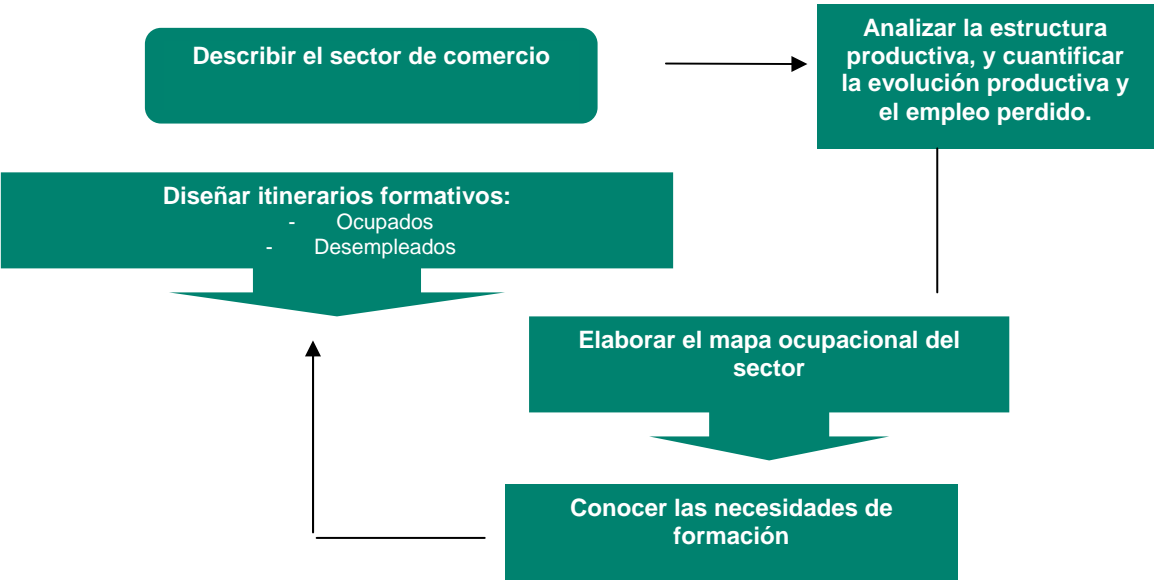 Describir el sector de comercio
Analizar la estructura
productiva, y cuantificar
la evolución productiva y
el empleo perdido.
Diseñar itinerarios formativos:
- Ocupados
- Desempleados
Elaborar el mapa ocupacional del
sector
Conocer las necesidades de
formación